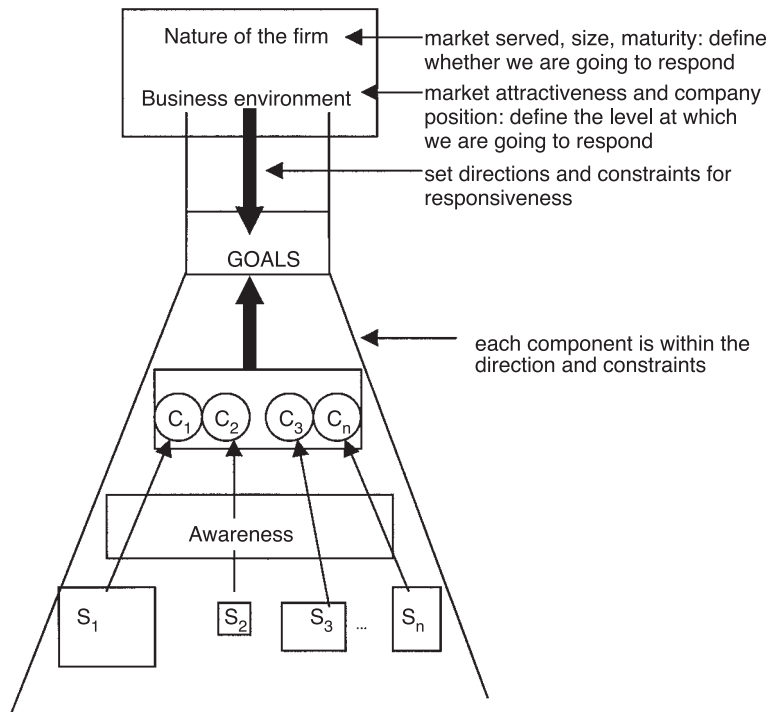 Nature of the firm
market served, size, maturity: define
whether we are going to respond
Business environment
market attractiveness and company
position: define the level at which
we are going to respond
set directions and constraints for
responsiveness
GOALS
each component is within the
direction and constraints
C1 C2 C3 Cn
Awareness
S1 S2 S3 ... Sn